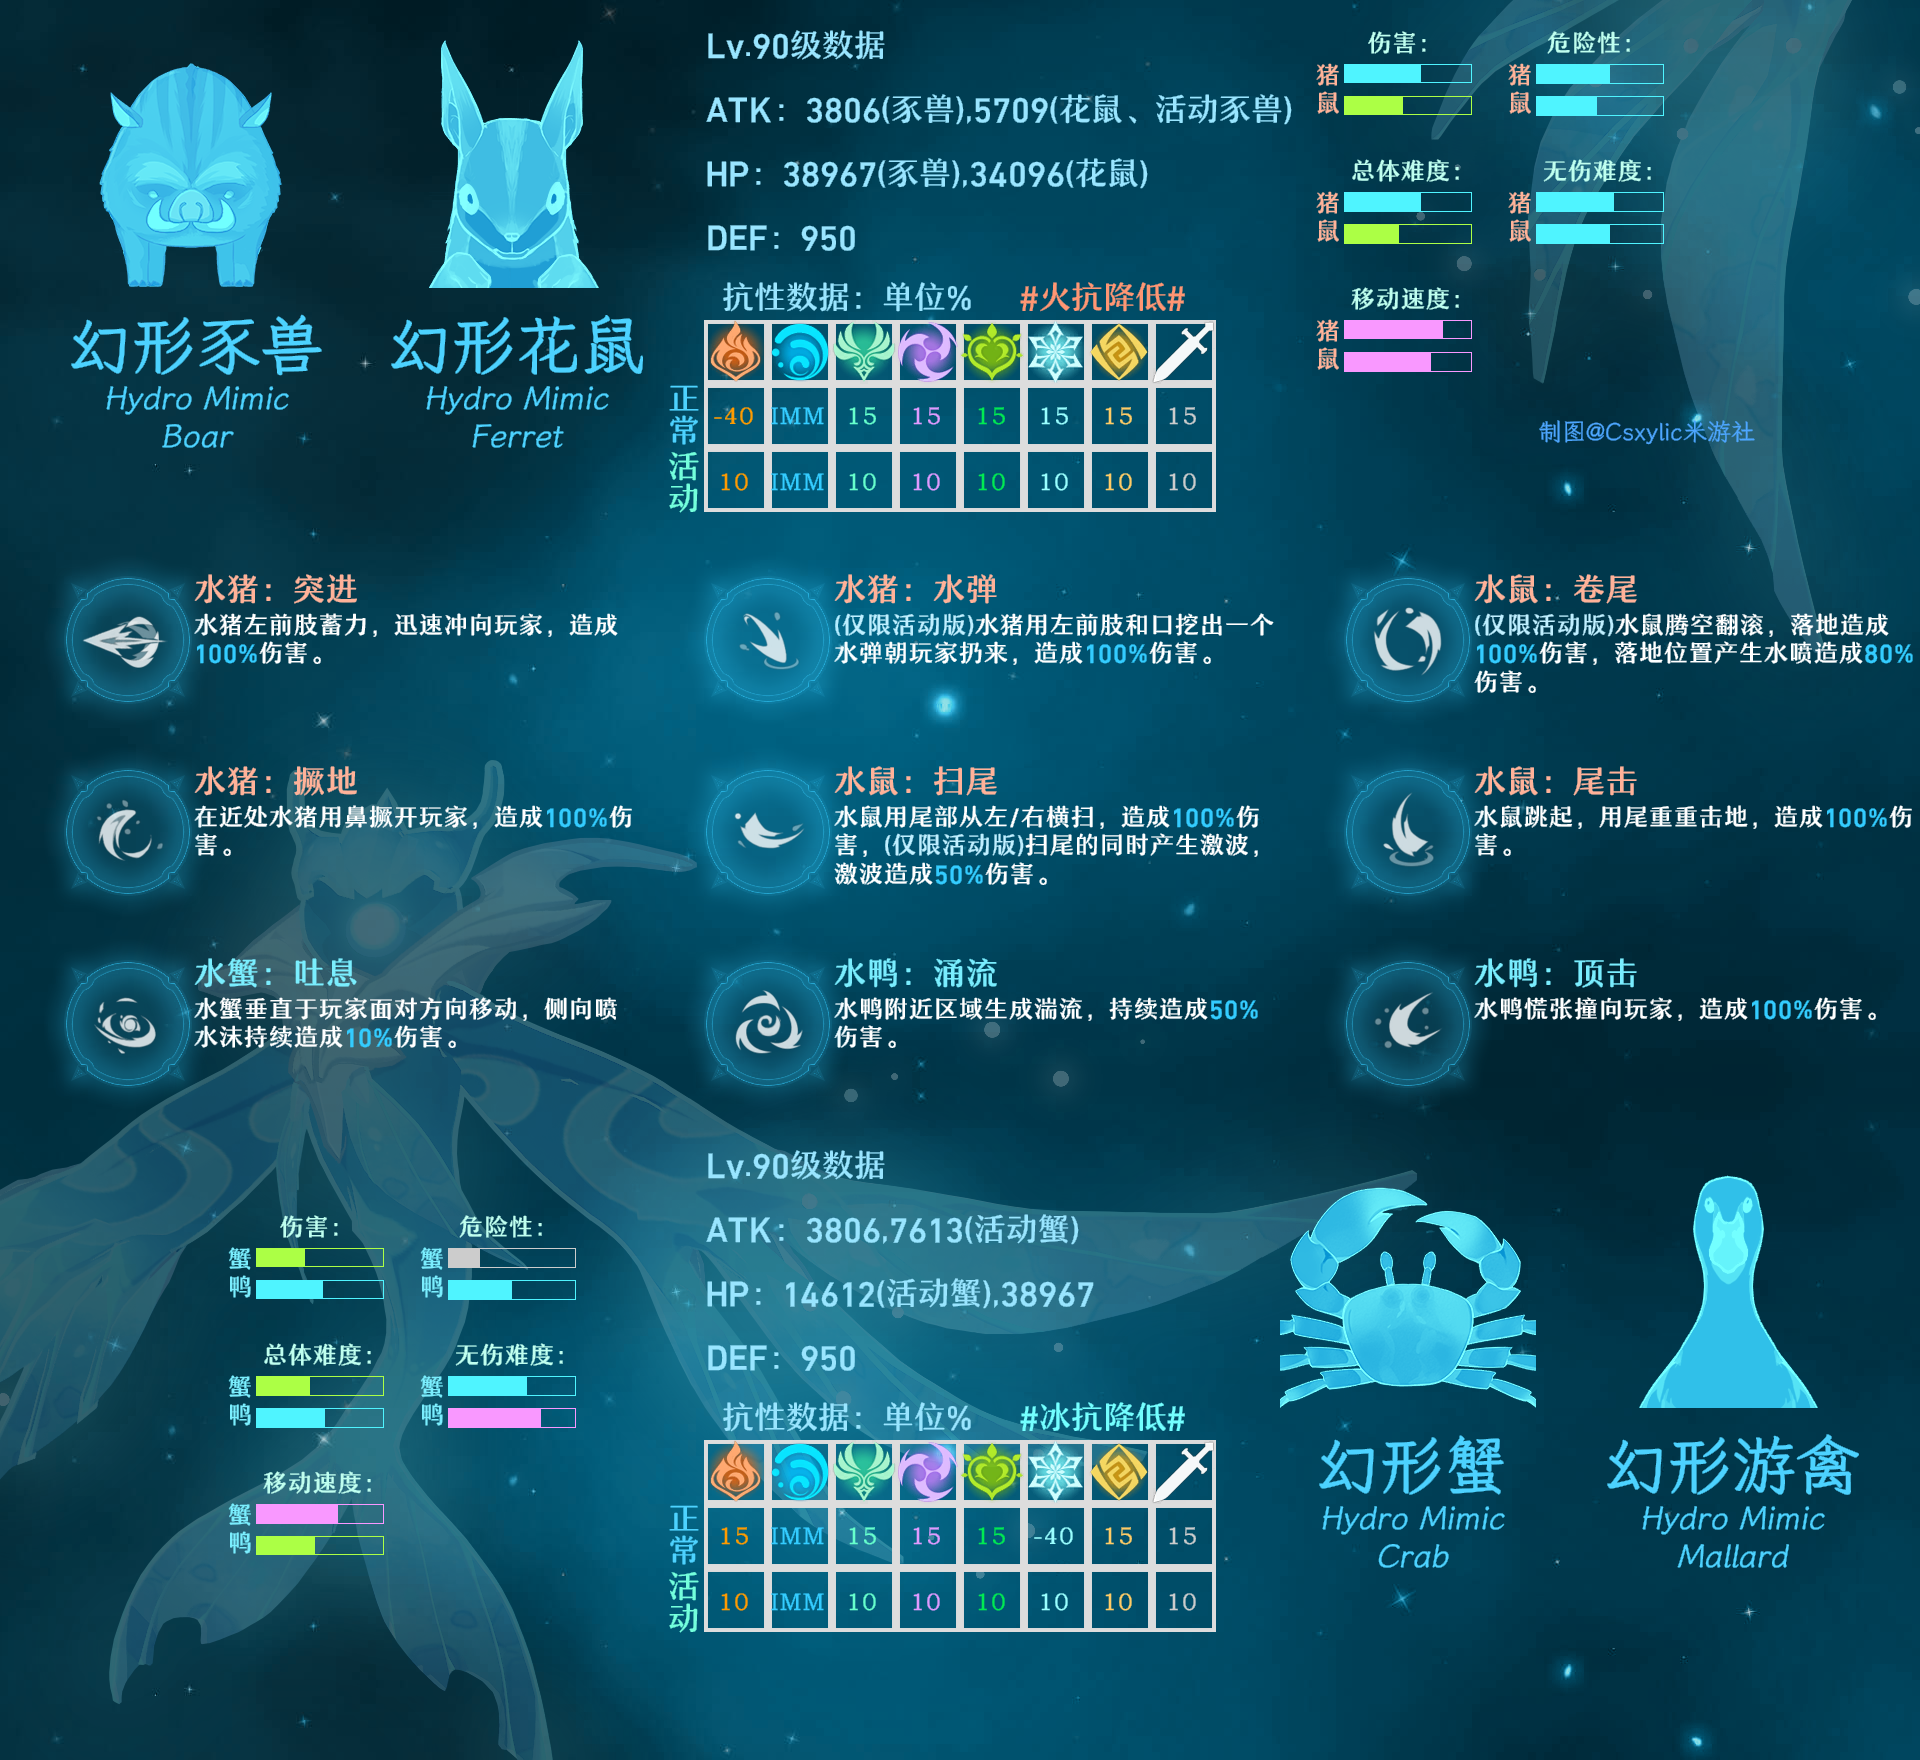 Lv.90级数据
ATK：3806(豕兽),5709(花鼠、活动豕兽)
HP：38967(豕兽),34096(花鼠)
DEF：950
抗性数据：单位% #火抗降低#
正常 -40 IMM 15 15 15 15 15 15
活动 10 IMM 10 10 10 10 10 10
幻形豕兽
Hydro Mimic
Boar
幻形花鼠
Hydro Mimic
Ferret
伤害：
猪
鼠
危险性：
猪
鼠
总体难度：
猪
鼠
无伤难度：
猪
鼠
移动速度：
猪
鼠
制图@Csxylic米游社
水猪：突进
水猪左前肢蓄力，迅速冲向玩家，造成
100%伤害。
水猪：水弹
(仅限活动版)水猪用左前肢和口挖出一个
水弹朝玩家扔来，造成100%伤害。
水鼠：卷尾
(仅限活动版)水鼠腾空翻滚，落地造成
100%伤害，落地位置产生水喷造成80%
伤害。
水猪：撅地
在近处水猪用鼻撅开玩家，造成100%伤
害。
水鼠：扫尾
水鼠用尾部从左/右横扫，造成100%伤
害，(仅限活动版)扫尾的同时产生激波，
激波造成50%伤害。
水鼠：尾击
水鼠跳起，用尾重重击地，造成100%伤
害。
水蟹：吐息
水蟹垂直于玩家面对方向移动，侧向喷
水沫持续造成10%伤害。
水鸭：涌流
水鸭附近区域生成湍流，持续造成50%
伤害。
水鸭：顶击
水鸭慌张撞向玩家，造成100%伤害。
伤害：
蟹
鸭
危险性：
蟹
鸭
总体难度：
蟹
鸭
无伤难度：
蟹
鸭
移动速度：
蟹
鸭
Lv.90级数据
ATK：3806,7613(活动蟹)
HP：14612(活动蟹),38967
DEF：950
抗性数据：单位% #冰抗降低#
正常 15 IMM 15 15 15 -40 15 15
活动 10 IMM 10 10 10 10 10 10
幻形蟹
Hydro Mimic
Crab
幻形游禽
Hydro Mimic
Mallard